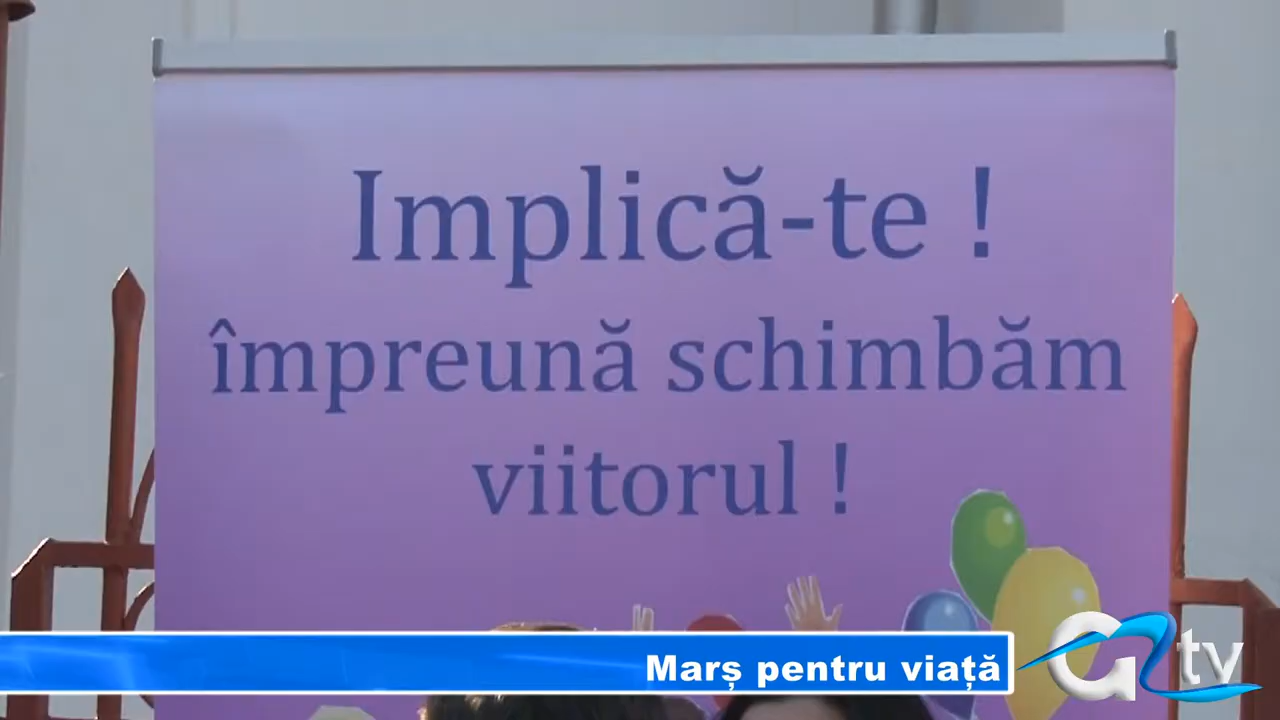 Implică-te !
împreună schimbăm
viitorul !
Marș pentru viață
tv